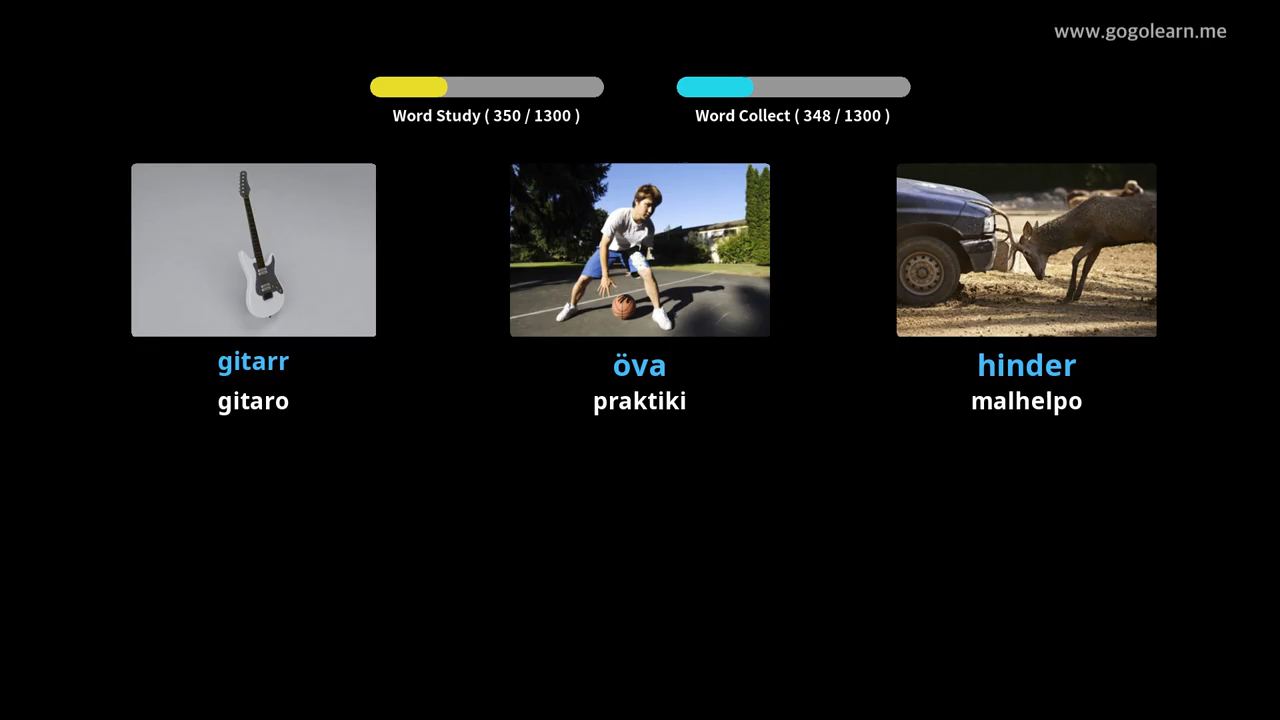 www.gogolearn.me
Word Study ( 350 / 1300 )
Word Collect ( 348 / 1300 )
gitarr
gitaro
öva
praktiki
hinder
malhelpo